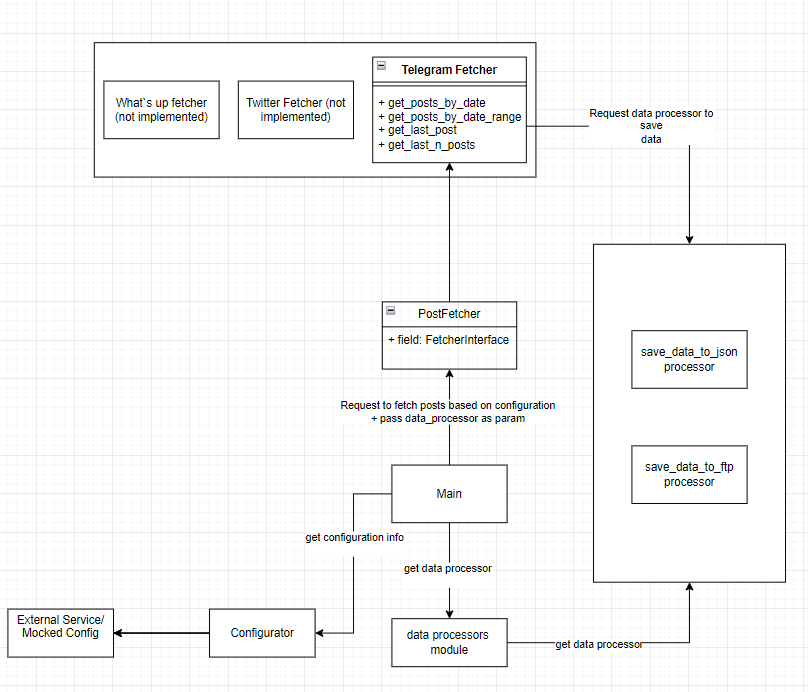 What`s up fetcher
(not implemented)
Twitter Fetcher (not
implemented)
Telegram Fetcher
+ get_posts_by_date
+ get_posts_by_date_range
+ get_last_post
+ get_last_n_posts
Request data processor to
save
data
PostFetcher
+ field: FetcherInterface
save_data_to_json
processor
Request to fetch posts based on configuration
+ pass data_processor as param
save_data_to_ftp
processor
Main
get configuration info
get data processor
External Service/
Mocked Config
Configurator
data processors
module
get data processor